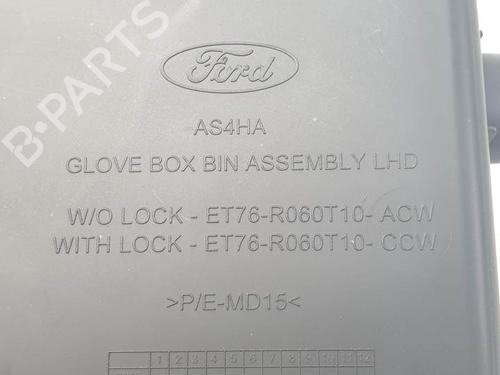 B-PARTS
Ford
AS4HA
GLOVE BOX BIN ASSEMBLY LHD
W/O LOCK - ET76-R060T10- ACW
WITH LOCK - ET76-R060T10- CCW
>P/E-MD15<
1 2 3 4 5 6 7 8 9 10 11 12